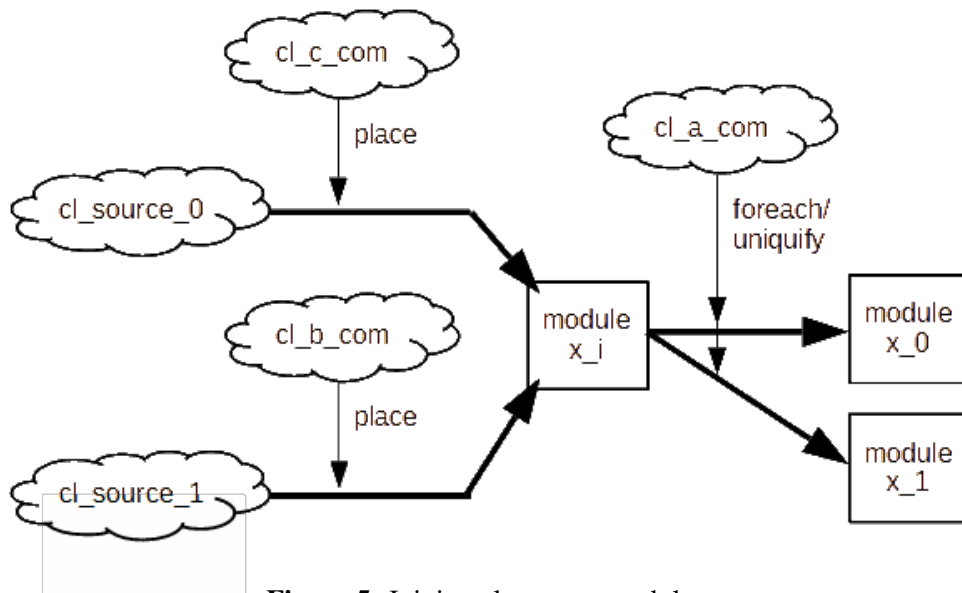 cl_c_com
place
cl_a_com
cl_source_0
foreach/
uniquify
module
x_i
module
x_0
cl_b_com
place
module
x_1
cl_source_1